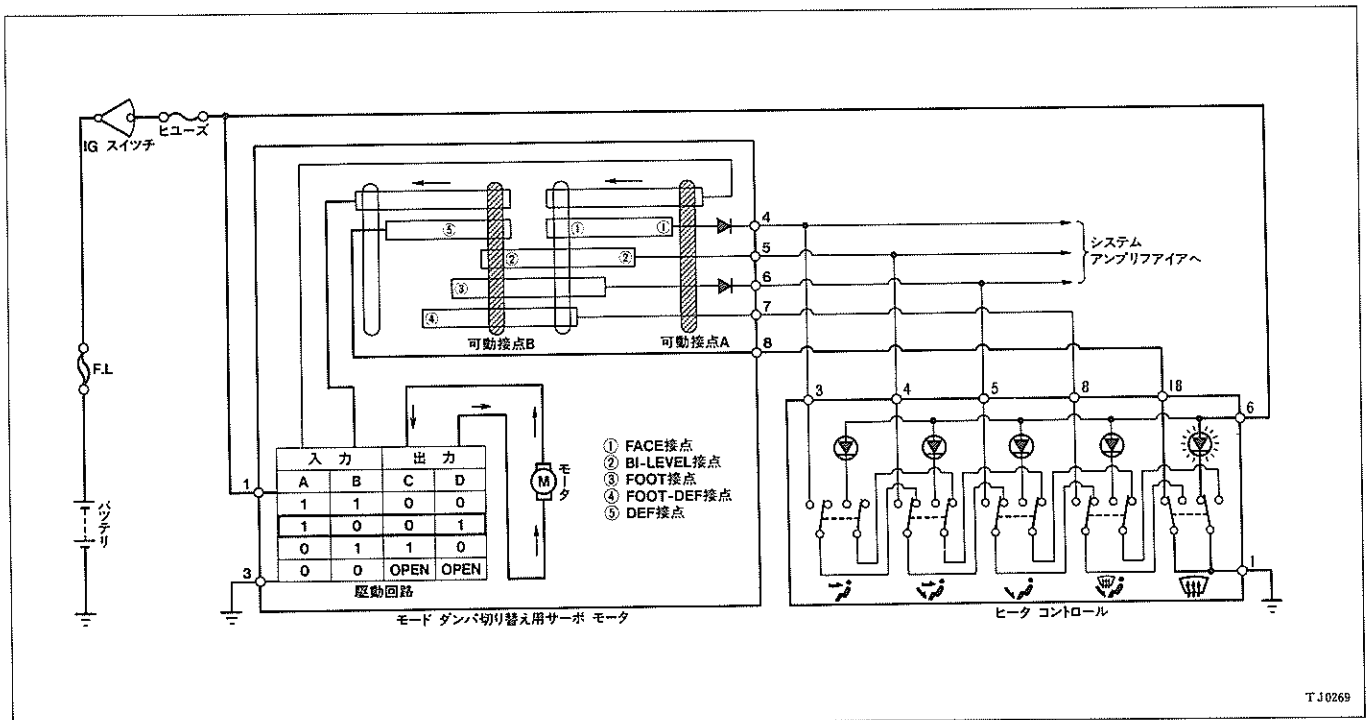 IG スイツチ
ヒユーズ
F.L
バツテリ
⑤
①
①
②
②
③
④
可動接点B
可動接点A
4
5
6
7
8
システム
アンプリフアイアへ
3
4
5
8
18
6
1
3
入力 出力
A B C D
1 1 0 0
1 0 0 1
0 1 1 0
0 0 OPEN OPEN
駆動回路
M
モータ
① FACE接点
② BI-LEVEL接点
③ FOOT接点
④ FOOT-DEF接点
⑤ DEF接点
1
モード ダンパ切り替え用サーボ モータ
ヒータ コントロール
TJ0269